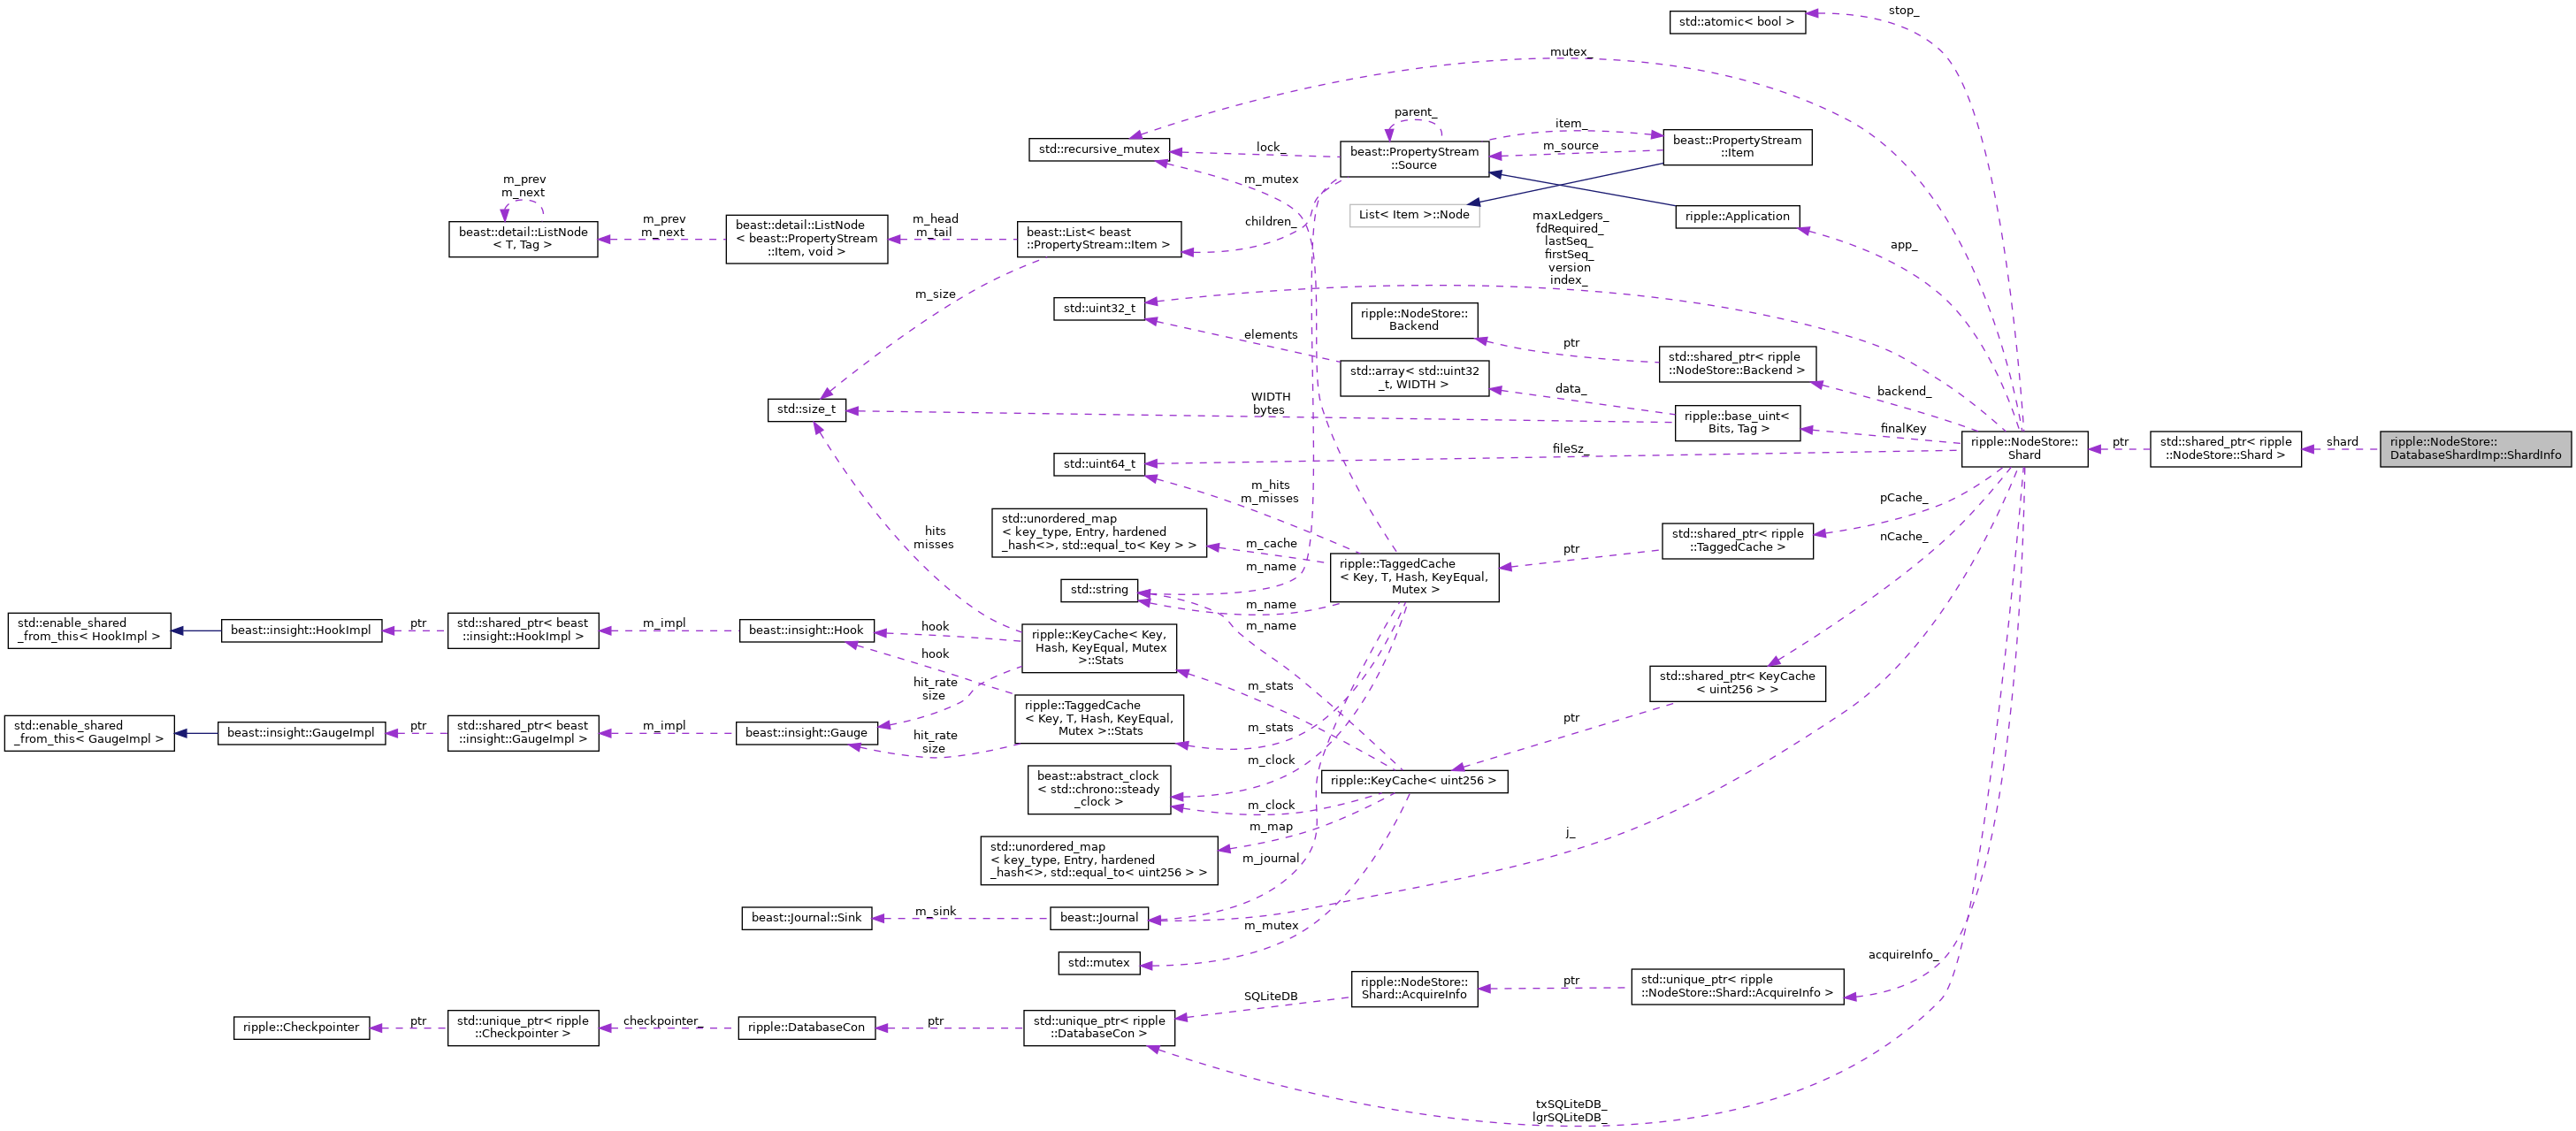 stop_
std::atomic< bool >
mutex_
parent_
item_
beast::PropertyStream
::Item
std::recursive_mutex
lock_
beast::PropertyStream
::Source
m_source
m_mutex
m_prev
m_next
List< Item >::Node
ripple::Application
beast::detail::ListNode
< T, Tag >
m_prev
m_next
beast::detail::ListNode
< beast::PropertyStream
::Item, void >
m_head
m_tail
beast::List< beast
::PropertyStream::Item >
children_
maxLedgers_
fdRequired_
lastSeq_
firstSeq_
version
index_
app_
m_size
std::uint32_t
ripple::NodeStore::
Backend
elements
ptr
std::shared_ptr< ripple
::NodeStore::Backend >
std::array< std::uint32
_t, WIDTH >
data_
backend_
std::size_t
WIDTH
bytes
ripple::base_uint<
Bits, Tag >
finalKey
std::uint64_t
fileSz_
ripple::NodeStore::
Shard
ptr
std::shared_ptr< ripple
::NodeStore::Shard >
shard
ripple::NodeStore::
DatabaseShardImp::ShardInfo
m_hits
m_misses
pCache_
std::unordered_map
< key_type, Entry, hardened
_hash<>, std::equal_to< Key > >
hits
misses
m_cache
ptr
std::shared_ptr< ripple
::TaggedCache >
nCache_
m_name
ripple::TaggedCache
< Key, T, Hash, KeyEqual,
Mutex >
std::string
m_name
m_name
std::enable_shared
_from_this< HookImpl >
beast::insight::HookImpl
ptr
std::shared_ptr< beast
::insight::HookImpl >
m_impl
beast::insight::Hook
hook
hook
ripple::KeyCache< Key,
Hash, KeyEqual, Mutex
>::Stats
m_stats
std::shared_ptr< KeyCache
< uint256 > >
hit_rate
size
ripple::TaggedCache
< Key, T, Hash, KeyEqual,
Mutex >::Stats
m_stats
ptr
std::enable_shared
_from_this< GaugeImpl >
beast::insight::GaugeImpl
ptr
std::shared_ptr< beast
::insight::GaugeImpl >
m_impl
beast::insight::Gauge
hit_rate
size
m_clock
beast::abstract_clock
< std::chrono::steady
_clock >
ripple::KeyCache< uint256 >
m_clock
m_map
j_
std::unordered_map
< key_type, Entry, hardened
_hash<>, std::equal_to< uint256 > >
m_journal
beast::Journal::Sink
m_sink
beast::Journal
m_mutex
std::mutex
acquireInfo_
ripple::NodeStore::
Shard::AcquireInfo
ptr
std::unique_ptr< ripple
::NodeStore::Shard::AcquireInfo >
SQLiteDB
ripple::Checkpointer
ptr
std::unique_ptr< ripple
::Checkpointer >
checkpointer_
ripple::DatabaseCon
ptr
std::unique_ptr< ripple
::DatabaseCon >
txSQLiteDB_
lgrSQLiteDB_